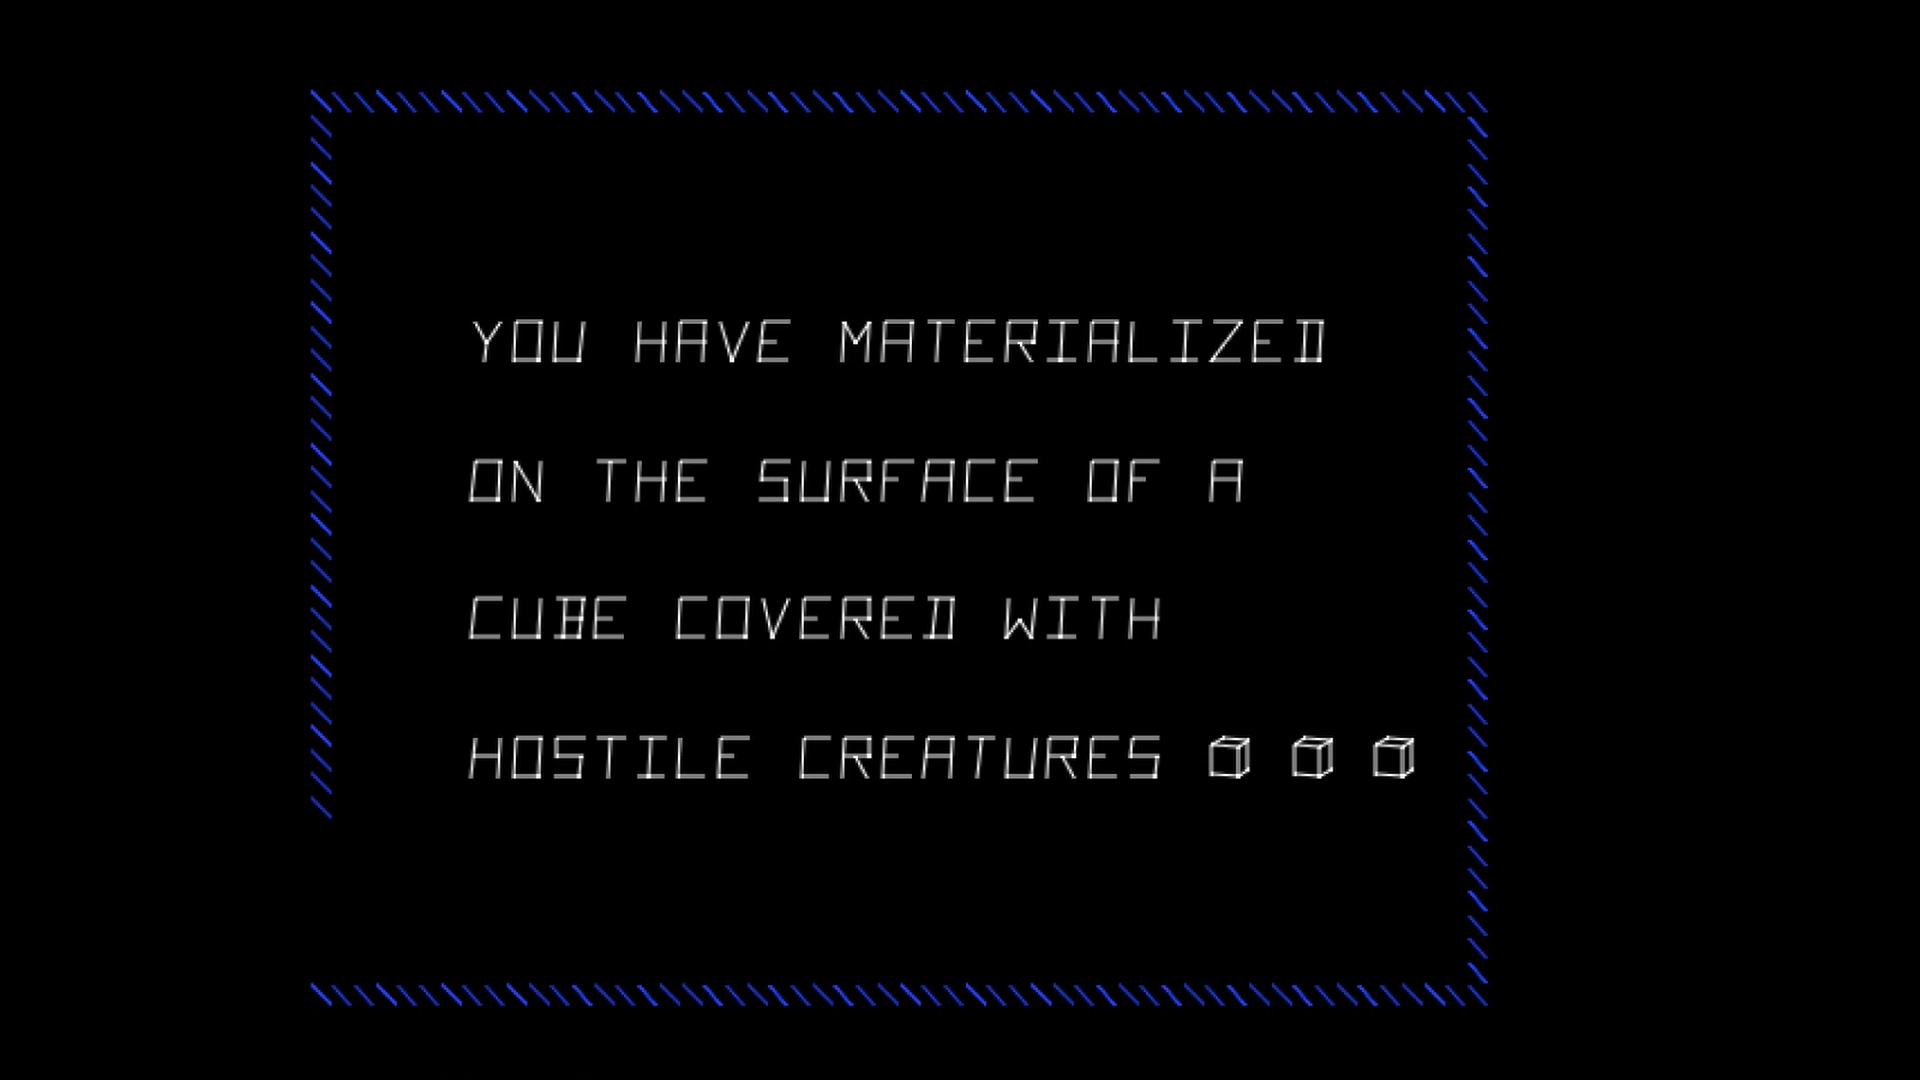 YOU HAVE MATERIALIZED
ON THE SURFACE OF A
CUBE COVERED WITH
HOSTILE CREATURES